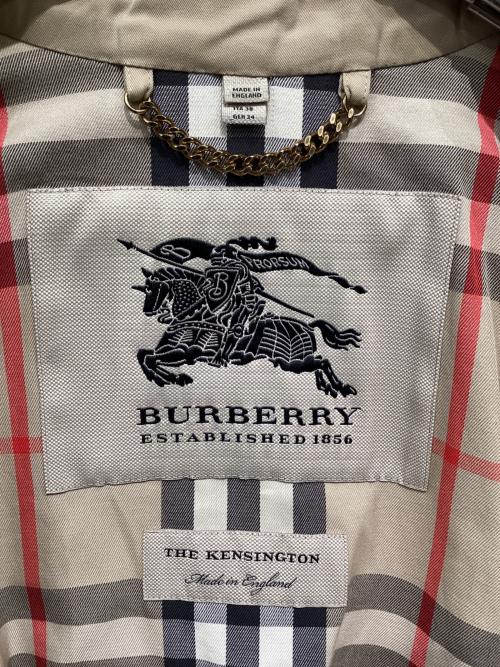 MADE IN
ENGLAND
ITA 38
GER 34
B PRORSUM
B
BURBERRY
ESTABLISHED 1856
THE KENSINGTON
Made in England